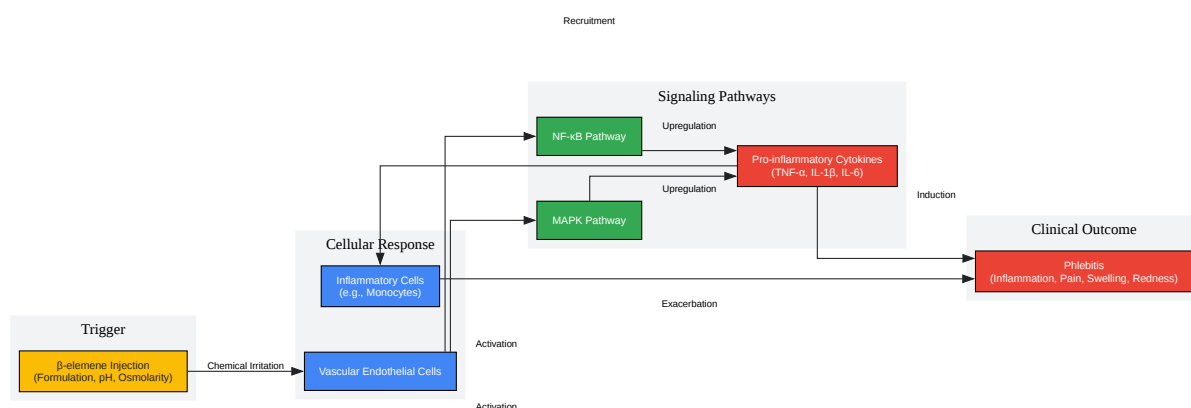 Recruitment
Signaling Pathways
NF-κB Pathway
Upregulation
Pro-inflammatory Cytokines
(TNF-α, IL-1β, IL-6)
Upregulation
Induction
MAPK Pathway
Clinical Outcome
Cellular Response
Phlebitis
(Inflammation, Pain, Swelling, Redness)
Inflammatory Cells
(e.g., Monocytes)
Exacerbation
Trigger
Activation
β-elemene Injection
(Formulation, pH, Osmolarity)
Chemical Irritation
Vascular Endothelial Cells
Activation